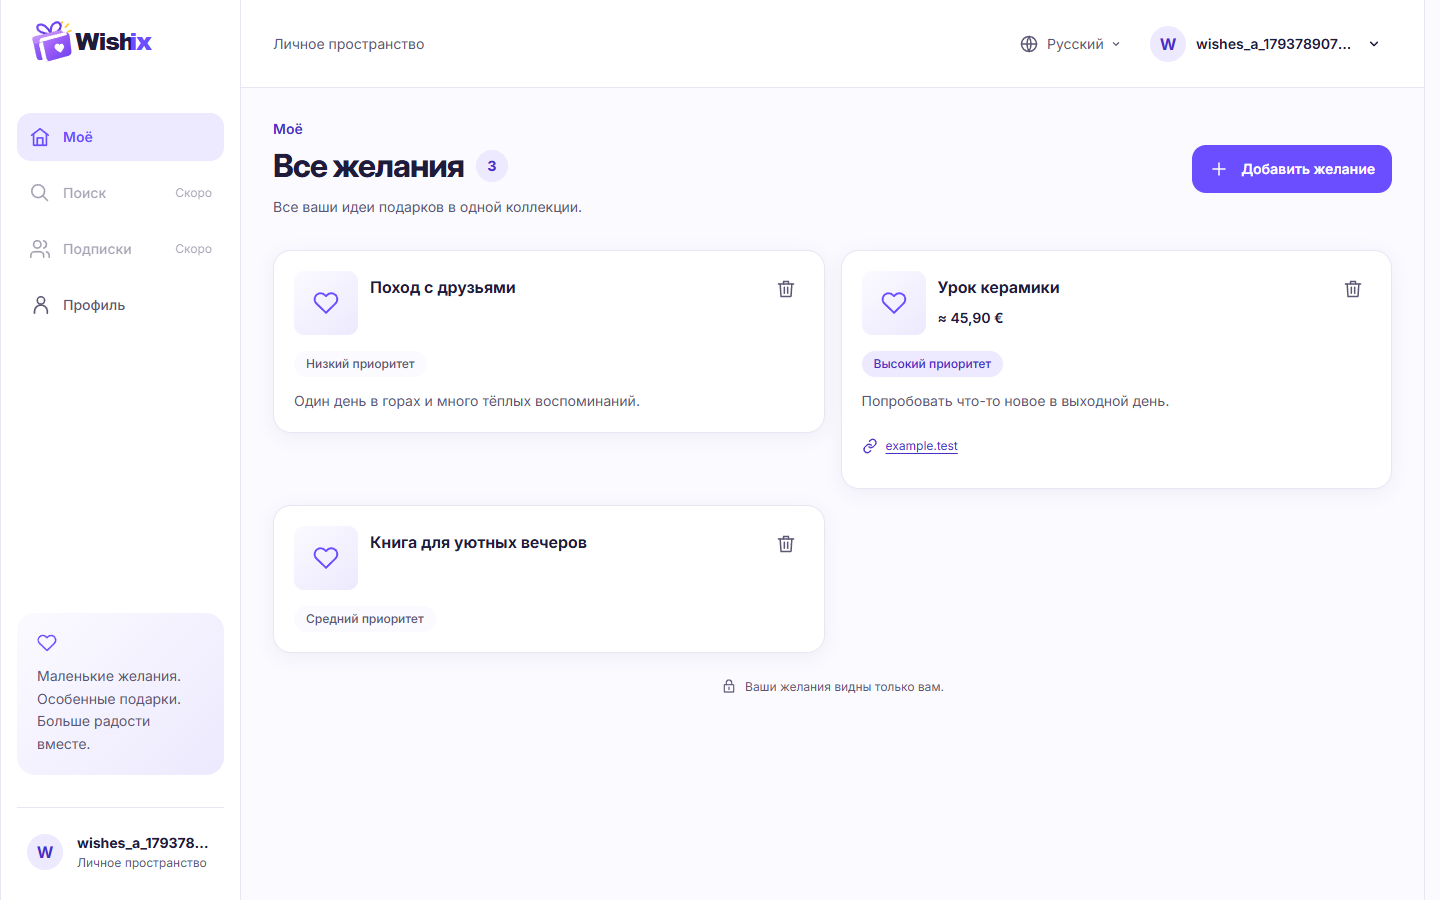 Wishix
Личное пространство
Русский
W
wishes_a_179378907...
Моё
Поиск
Скоро
Подписки
Скоро
Профиль
Маленькие желания.
Особенные подарки.
Больше радости
вместе.
W
wishes_a_179378...
Личное пространство
Моё
Все желания
3
Все ваши идеи подарков в одной коллекции.
Добавить желание
Поход с друзьями
Низкий приоритет
Один день в горах и много тёплых воспоминаний.
Урок керамики
≈ 45,90 €
Высокий приоритет
Попробовать что-то новое в выходной день.
example.test
Книга для уютных вечеров
Средний приоритет
Ваши желания видны только вам.